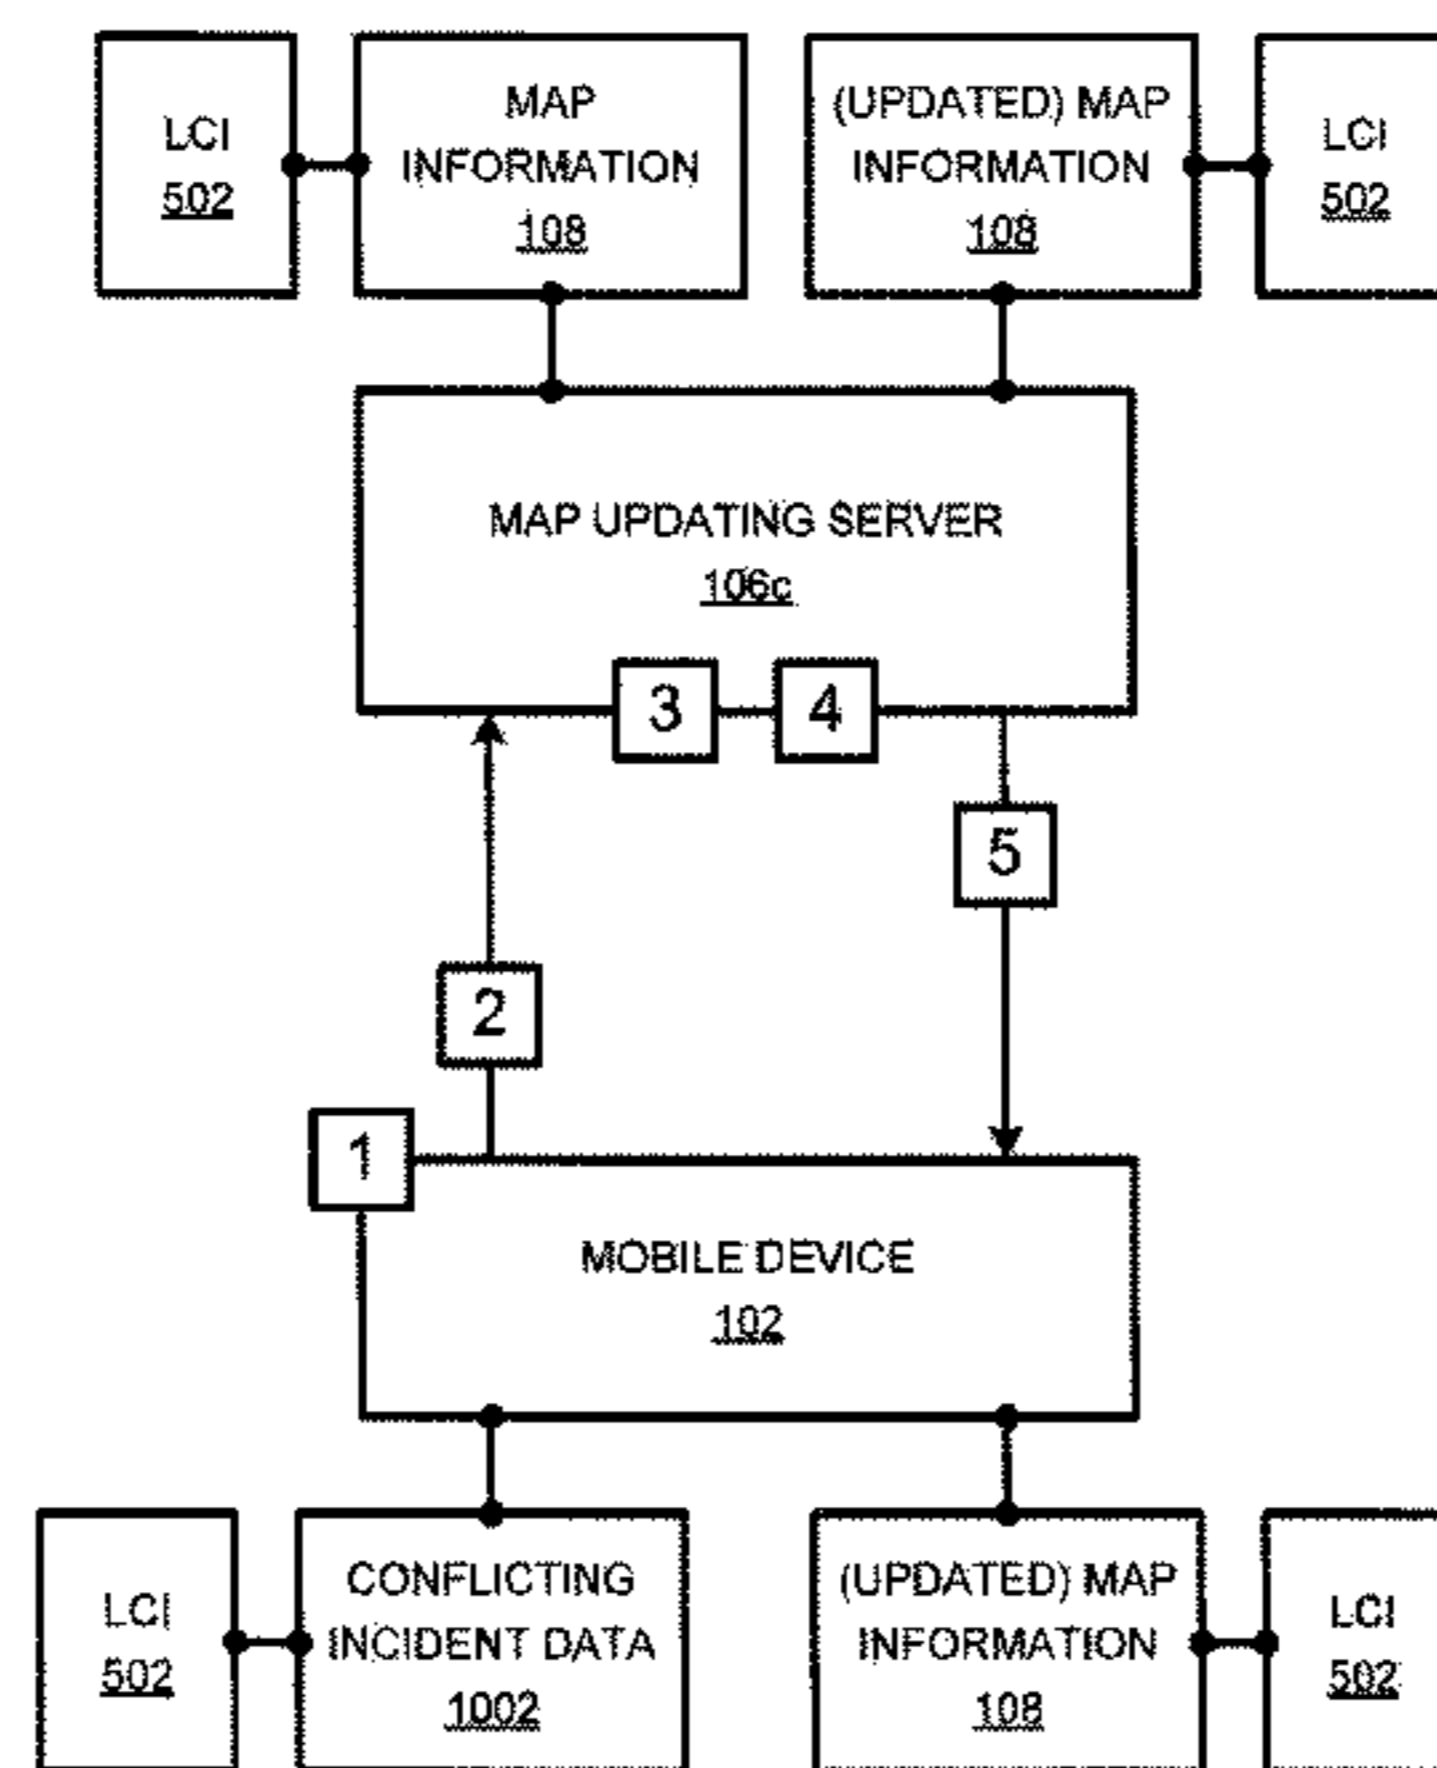 LCI
502
MAP
INFORMATION
108
(UPDATED) MAP
INFORMATION
108
LCI
502
MAP UPDATING SERVER
106c
3
4
5
2
1
MOBILE DEVICE
102
LCI
502
CONFLICTING
INCIDENT DATA
1002
(UPDATED) MAP
INFORMATION
108
LCI
502